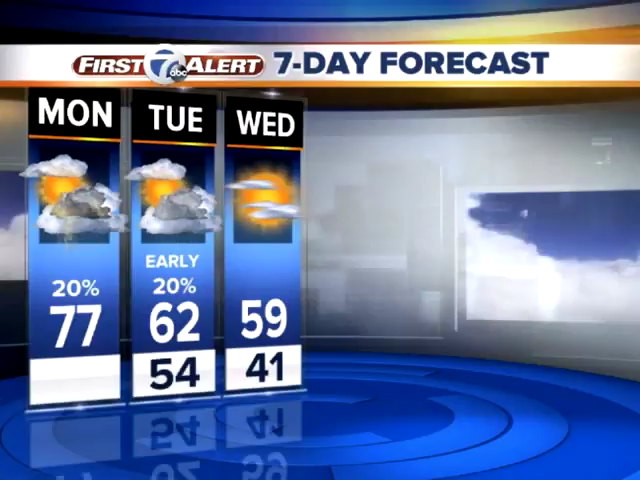 FIRST 7 abc ALERT 7-DAY FORECAST
MON TUE WED
EARLY
20% 20%
77 62 59
54 41